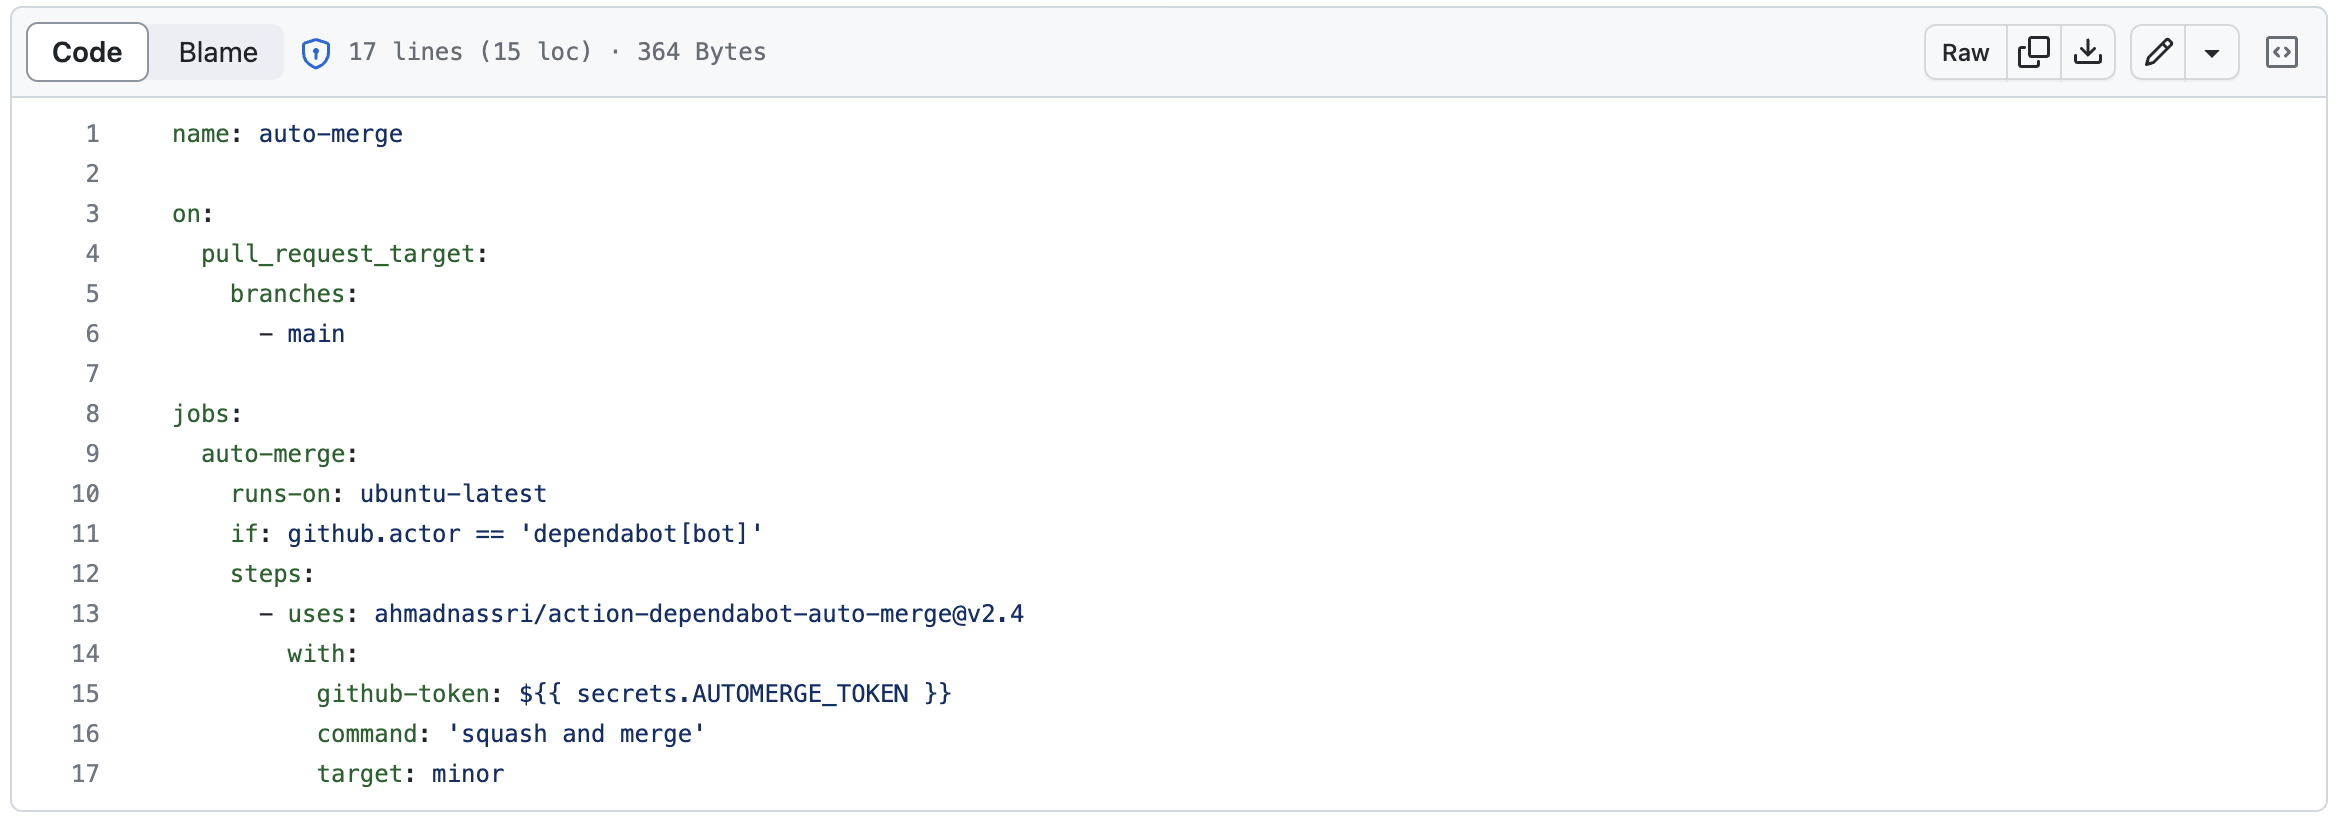 Code Blame 17 lines (15 loc) · 364 Bytes Raw
1 name: auto-merge
2
3 on:
4   pull_request_target:
5     branches:
6       - main
7
8 jobs:
9   auto-merge:
10     runs-on: ubuntu-latest
11     if: github.actor == 'dependabot[bot]'
12     steps:
13       - uses: ahmadnassri/action-dependabot-auto-merge@v2.4
14         with:
15           github-token: ${{ secrets.AUTOMERGE_TOKEN }}
16           command: 'squash and merge'
17           target: minor